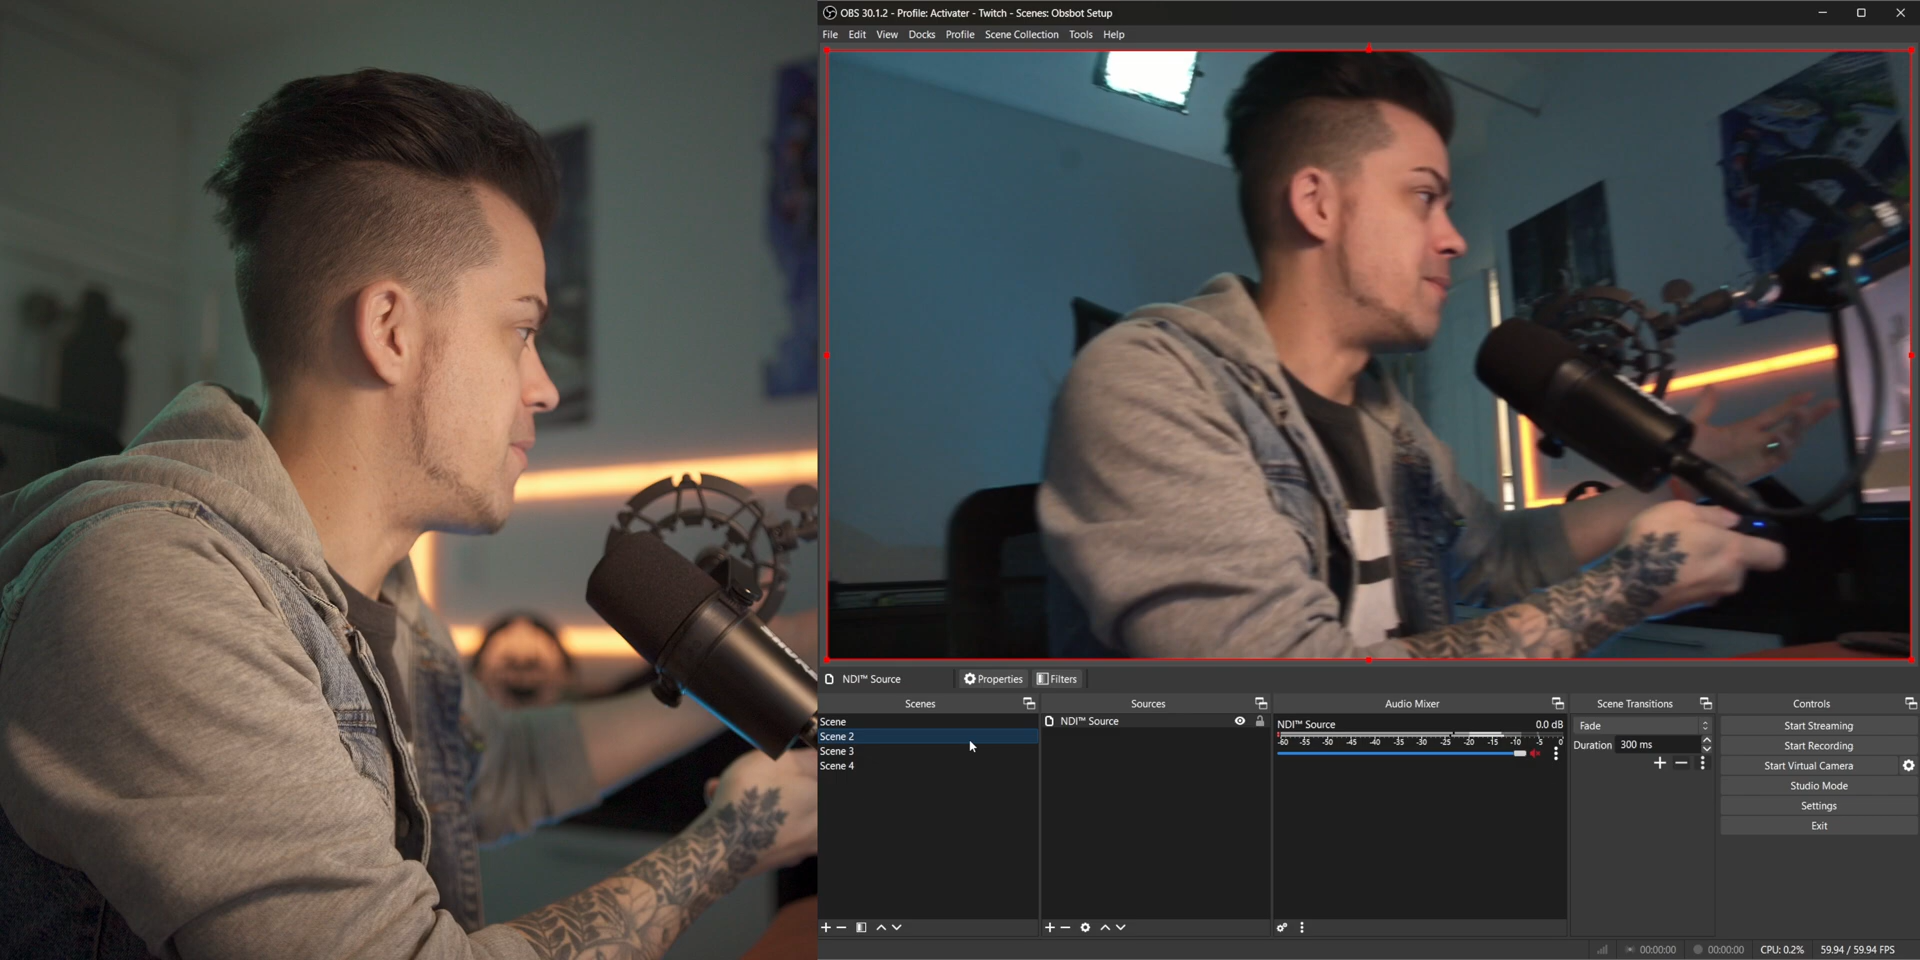 OBS 30.1.2 - Profile: Activater - Twitch - Scenes: Obsbot Setup
File Edit View Docks Profile Scene Collection Tools Help
NDI™ Source Properties Filters
Scenes
Scene
Scene 2
Scene 3
Scene 4
Sources
NDI™ Source
Audio Mixer
NDI™ Source 0.0 dB
-60 -55 -50 -45 -40 -35 -30 -25 -20 -15 -10 -5 0
Scene Transitions
Fade
Duration 300 ms
Controls
Start Streaming
Start Recording
Start Virtual Camera
Studio Mode
Settings
Exit
00:00:00 00:00:00 CPU: 0.2% 59.94 / 59.94 FPS